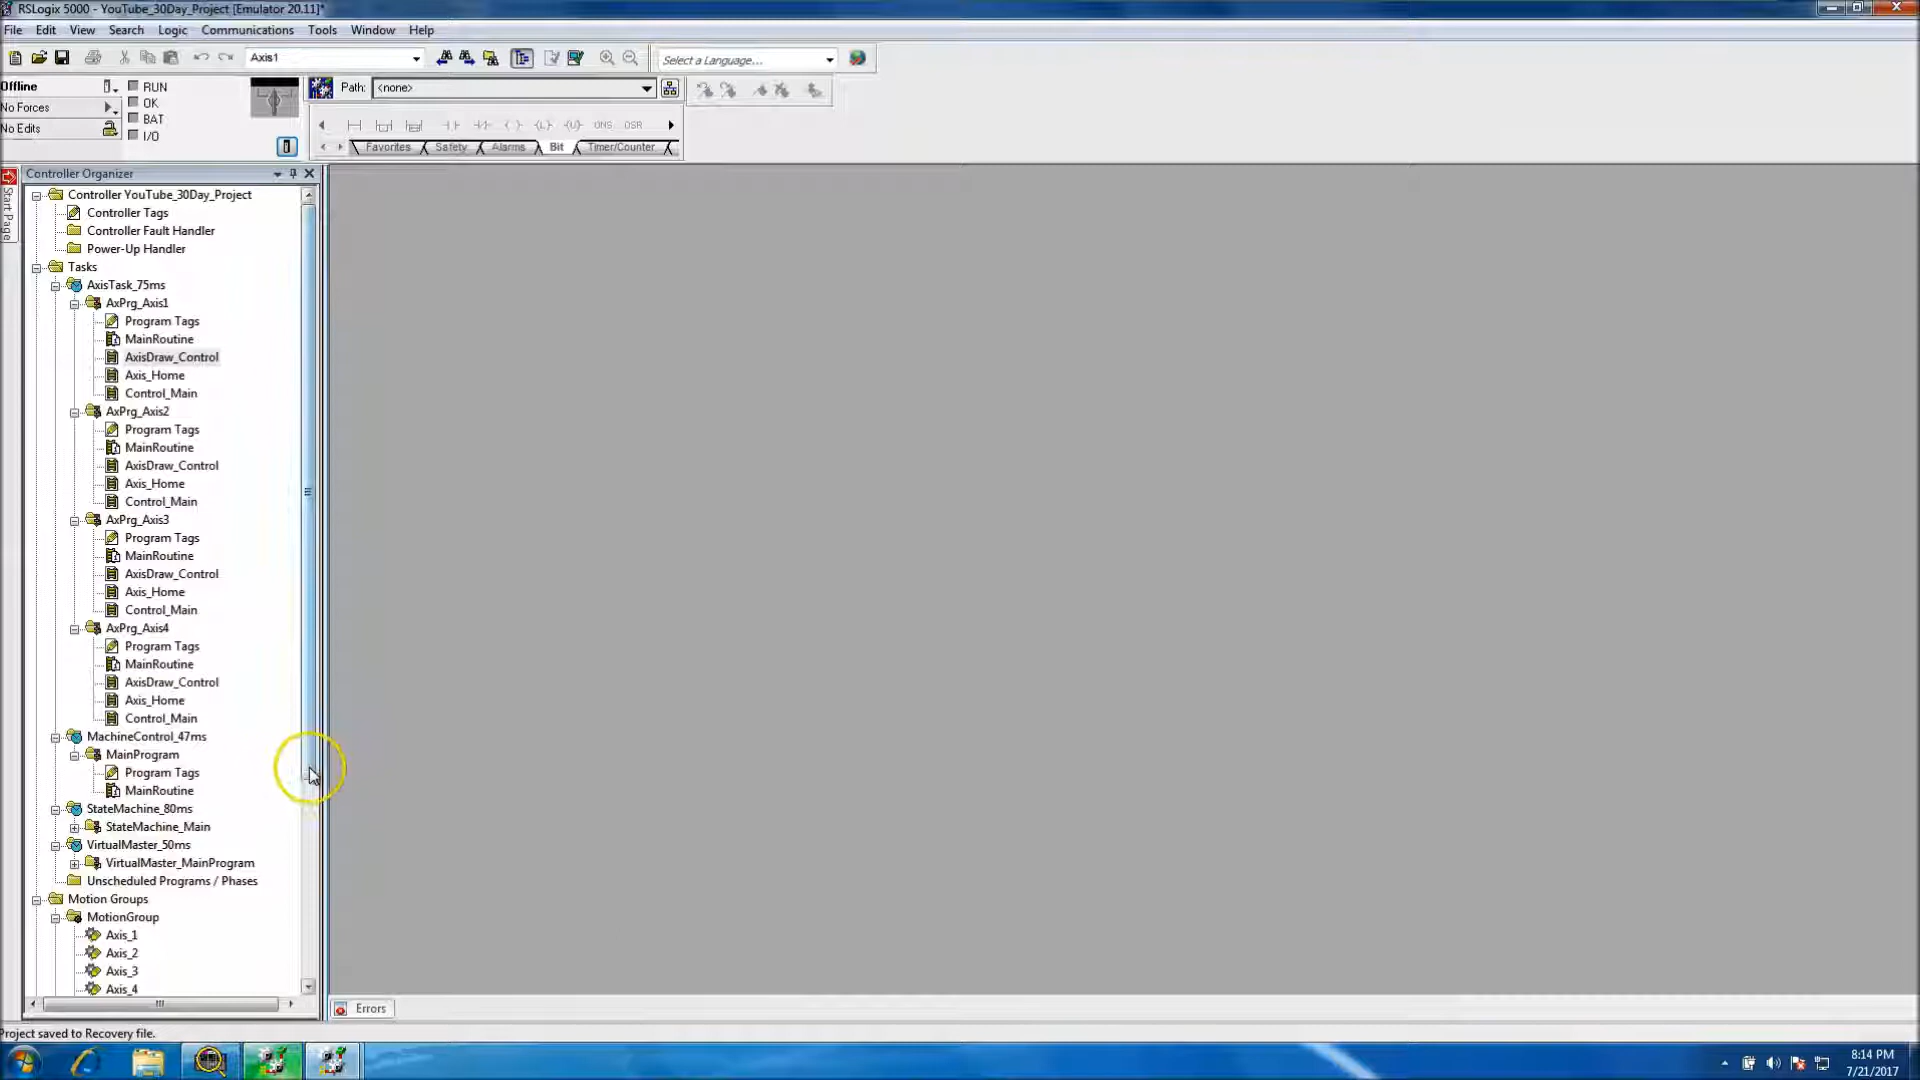 RSLogix 5000 - YouTube_30Day_Project [Emulator 20.11]*
File Edit View Search Logic Communications Tools Window Help
Axis1
Select a Language...
Offline
RUN
Path: <none>
No Forces
OK
BAT
No Edits
I/O
ONS OSR
Favorites Safety Alarms Bit Timer/Counter
Start Page
Controller Organizer
Controller YouTube_30Day_Project
Controller Tags
Controller Fault Handler
Power-Up Handler
Tasks
AxisTask_75ms
AxPrg_Axis1
Program Tags
MainRoutine
AxisDraw_Control
Axis_Home
Control_Main
AxPrg_Axis2
Program Tags
MainRoutine
AxisDraw_Control
Axis_Home
Control_Main
AxPrg_Axis3
Program Tags
MainRoutine
AxisDraw_Control
Axis_Home
Control_Main
AxPrg_Axis4
Program Tags
MainRoutine
AxisDraw_Control
Axis_Home
Control_Main
MachineControl_47ms
MainProgram
Program Tags
MainRoutine
StateMachine_80ms
StateMachine_Main
VirtualMaster_50ms
VirtualMaster_MainProgram
Unscheduled Programs / Phases
Motion Groups
MotionGroup
Axis_1
Axis_2
Axis_3
Axis_4
Errors
Project saved to Recovery file.
8:14 PM
7/21/2017